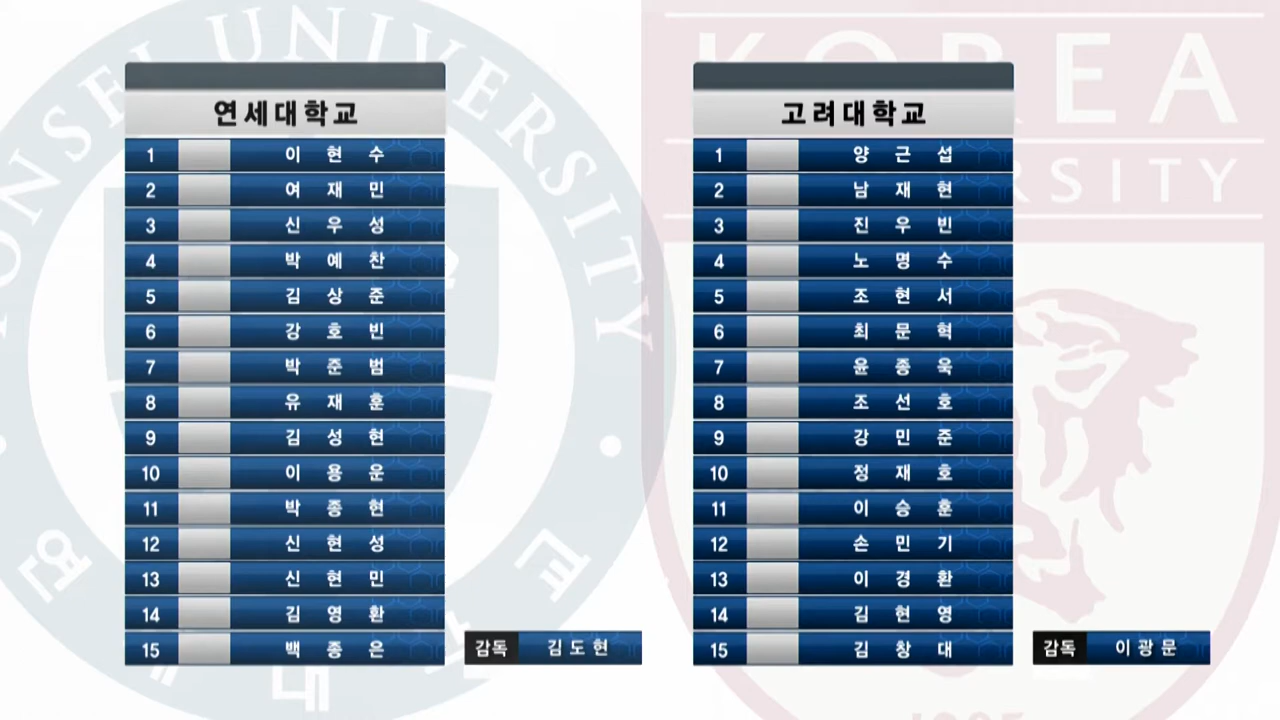 YONSEI UNIVERSITY
KOREA
UNIVERSITY
연세대학교
1 이현수
2 여재민
3 신우성
4 박예찬
5 김상준
6 강호빈
7 박준범
8 유재훈
9 김성현
10 이용운
11 박종현
12 신현성
13 신현민
14 김영환
15 백종은
감독 김도현
고려대학교
1 양근섭
2 남재현
3 진우빈
4 노명수
5 조현서
6 최문혁
7 윤종욱
8 조선호
9 강민준
10 정재호
11 이승훈
12 손민기
13 이경환
14 김현영
15 김창대
감독 이광문